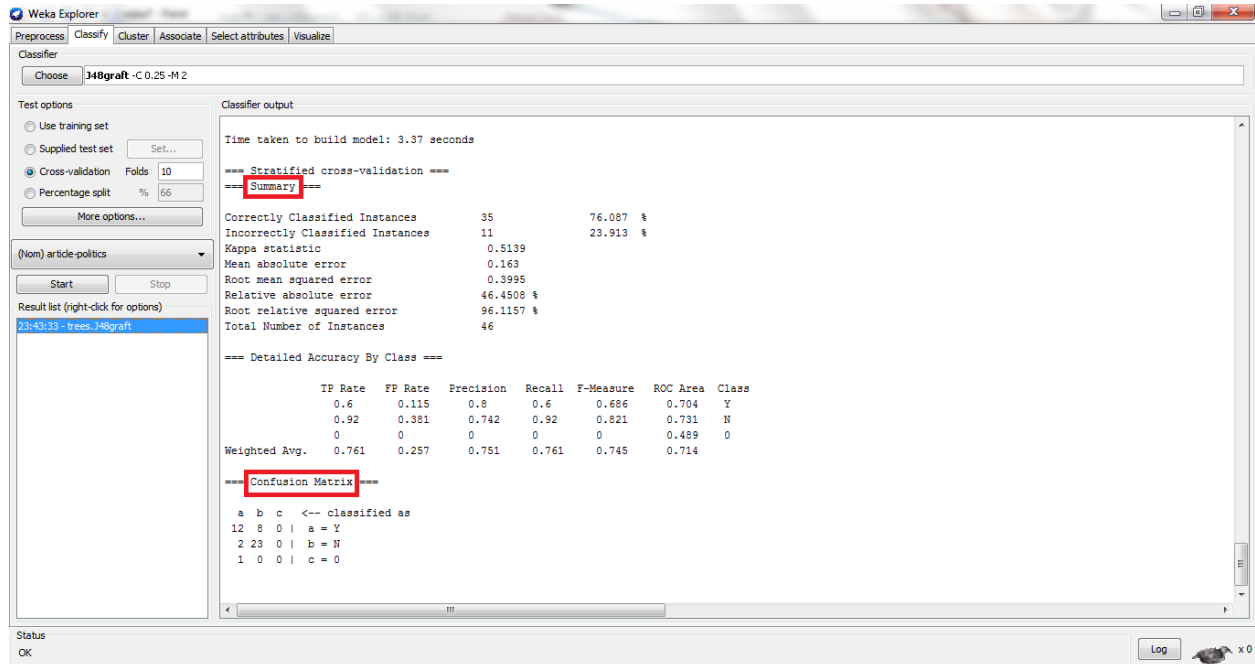 Weka Explorer
Preprocess Classify Cluster Associate Select attributes Visualize
Classifier
Choose J48graft -C 0.25 -M 2
Test options
Use training set
Supplied test set Set...
Cross-validation Folds 10
Percentage split % 66
More options...
(Nom) article-politics
Start Stop
Result list (right-click for options)
23:43:33 - trees.J48graft
Classifier output
Time taken to build model: 3.37 seconds
=== Stratified cross-validation ===
=== Summary ===
Correctly Classified Instances 35 76.087 %
Incorrectly Classified Instances 11 23.913 %
Kappa statistic 0.5139
Mean absolute error 0.163
Root mean squared error 0.3995
Relative absolute error 46.4508 %
Root relative squared error 96.1157 %
Total Number of Instances 46
=== Detailed Accuracy By Class ===
TP Rate FP Rate Precision Recall F-Measure ROC Area Class
0.6 0.115 0.8 0.6 0.686 0.704 Y
0.92 0.381 0.742 0.92 0.821 0.731 N
0 0 0 0 0 0.489 0
Weighted Avg. 0.761 0.257 0.751 0.761 0.745 0.714
=== Confusion Matrix ===
a b c <-- classified as
12 8 0 | a = Y
2 23 0 | b = N
1 0 0 | c = 0
Status
OK
Log x 0